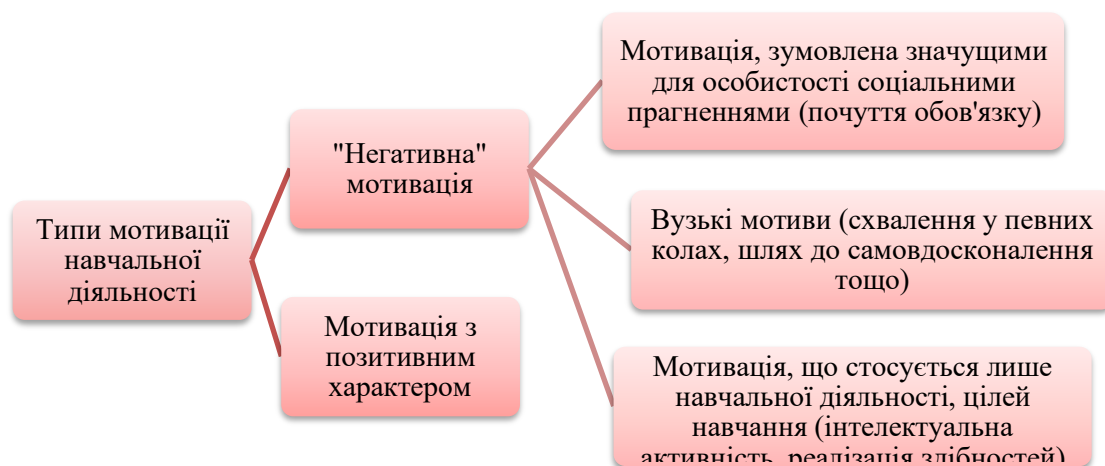 Типи мотивації
навчальної
діяльності
"Негативна"
мотивація
Мотивація з
позитивним
характером
Мотивація, зумовлена значущими
для особистості соціальними
прагненнями (почуття обов'язку)
Вузькі мотиви (схвалення у певних
колах, шлях до самовдосконалення
тощо)
Мотивація, що стосується лише
навчальної діяльності, цілей
навчання (інтелектуальна
активність, реалізація здібностей)